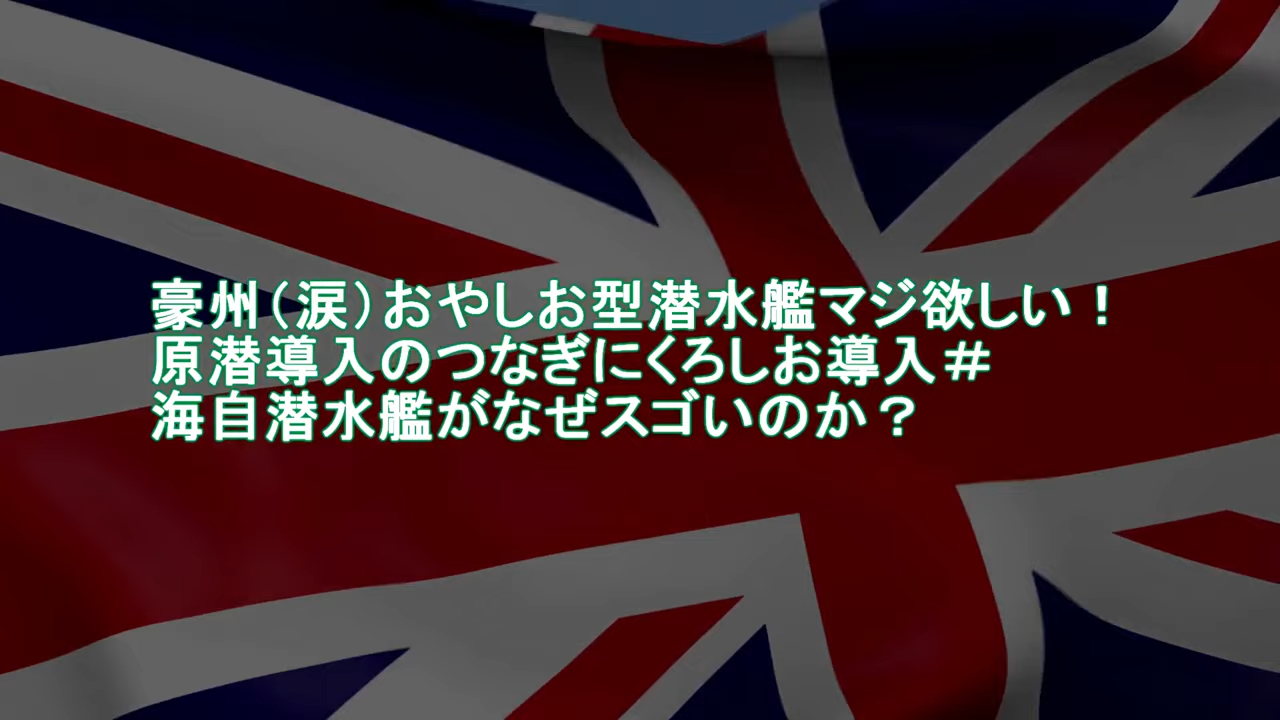 豪州（涙）おやしお型潜水艦マジ欲しい！
原潜導入のつなぎにくろしお導入＃
海自潜水艦がなぜスゴいのか？